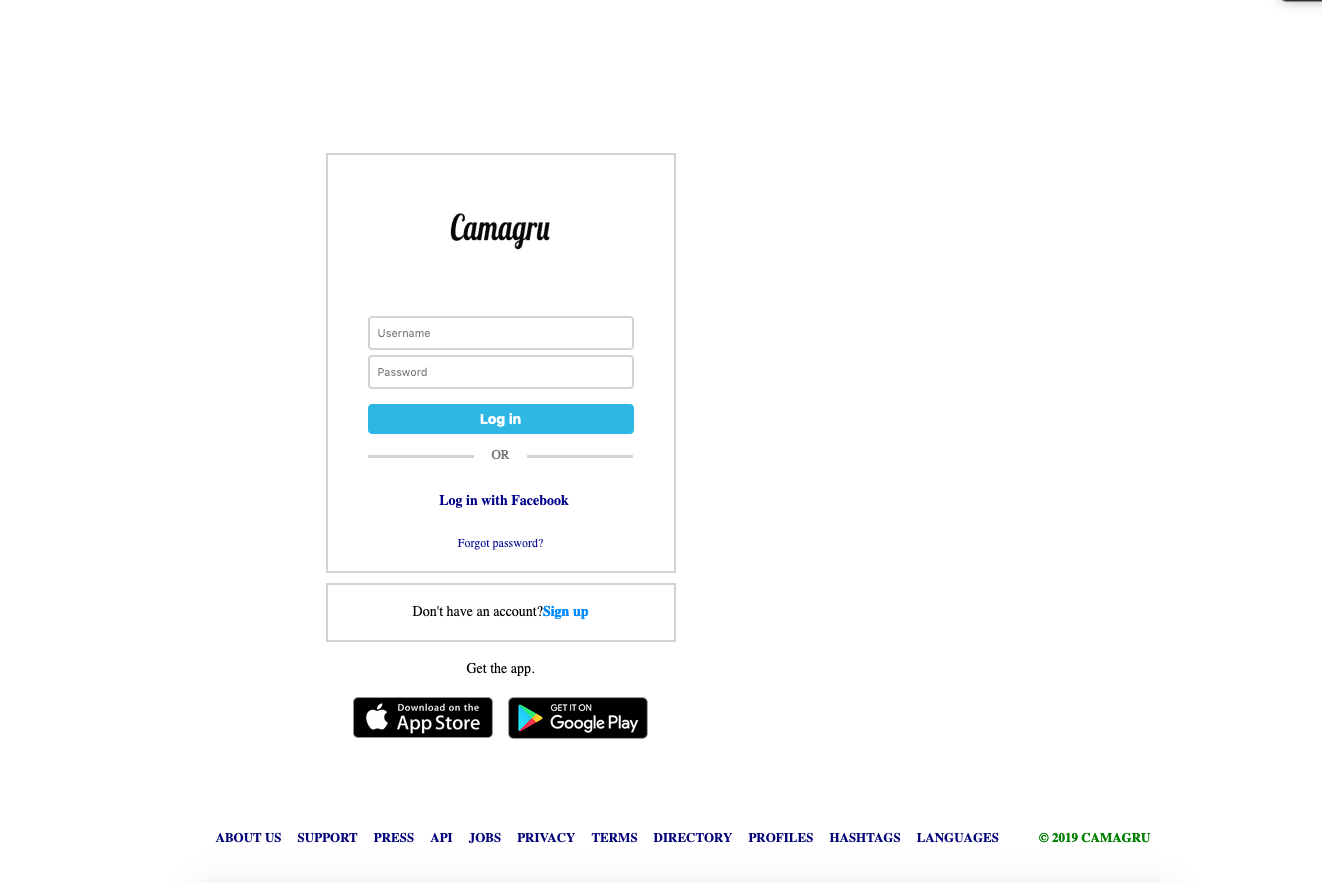 Camagru
Username
Password
Log in
OR
Log in with Facebook
Forgot password?
Don't have an account?Sign up
Get the app.
Download on the
App Store
GET IT ON
Google Play
ABOUT US SUPPORT PRESS API JOBS PRIVACY TERMS DIRECTORY PROFILES HASHTAGS LANGUAGES © 2019 CAMAGRU